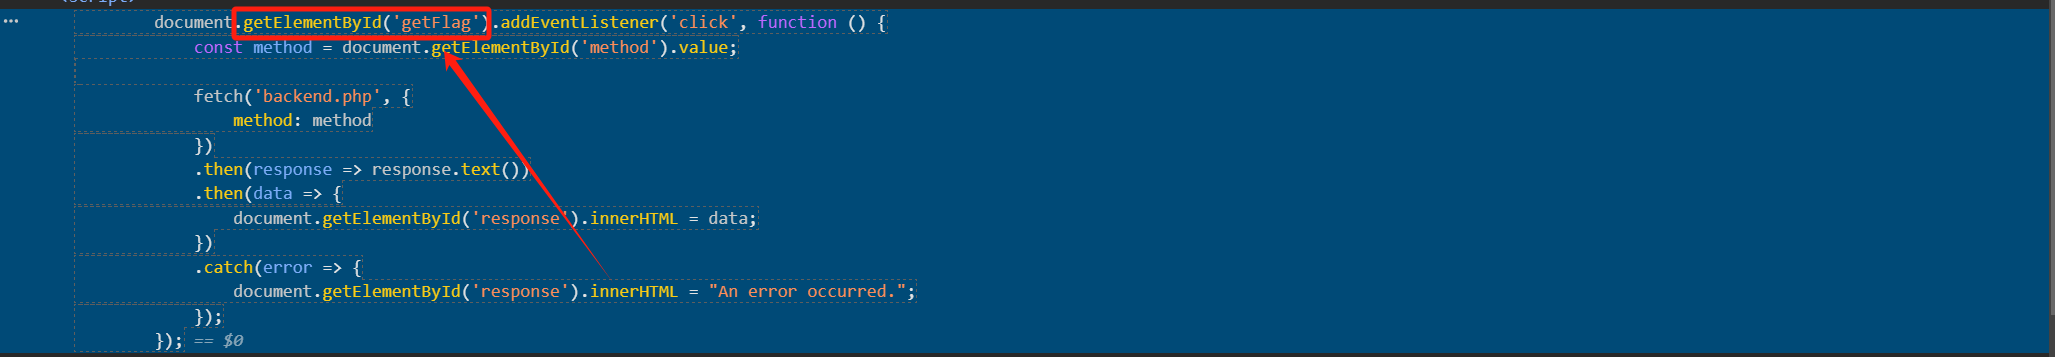 document.getElementById('getFlag').addEventListener('click', function () {
const method = document.getElementById('method').value;
fetch('backend.php', {
method: method
})
.then(response => response.text())
.then(data => {
document.getElementById('response').innerHTML = data;
})
.catch(error => {
document.getElementById('response').innerHTML = "An error occurred.";
});
}); == $0